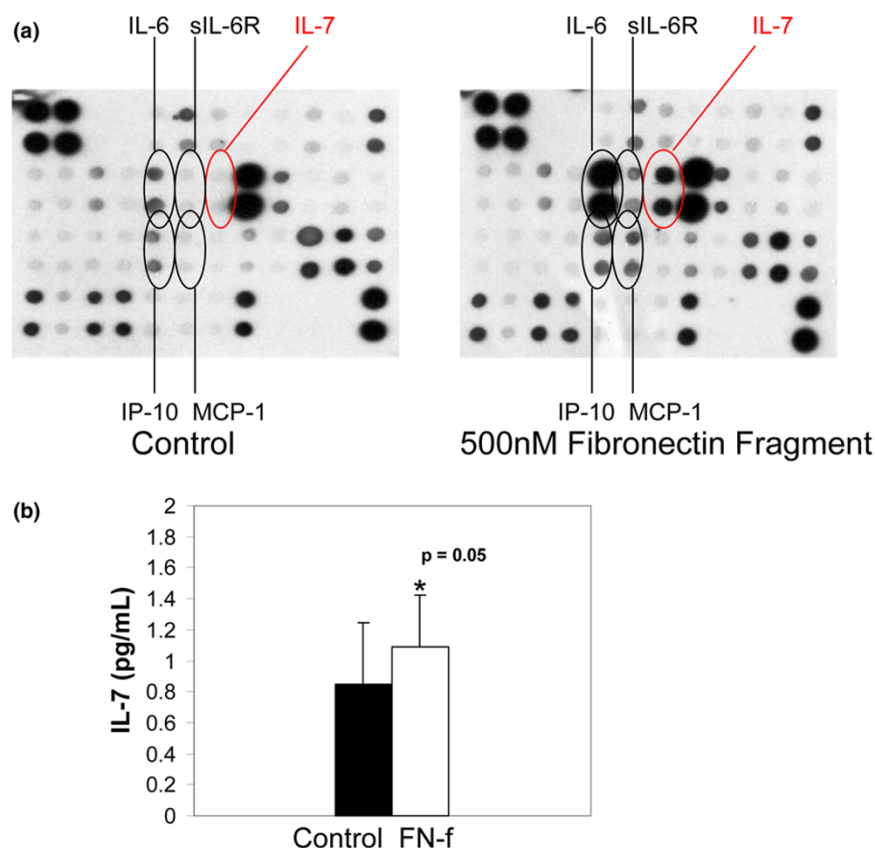 (a)
IL-6 sIL-6R IL-7
IL-6 sIL-6R IL-7
IP-10 MCP-1
IP-10 MCP-1
Control
500nM Fibronectin Fragment
(b)
2
1.8
1.6
1.4
1.2
1
0.8
0.6
0.4
0.2
0
IL-7 (pg/mL)
p = 0.05
*
Control FN-f